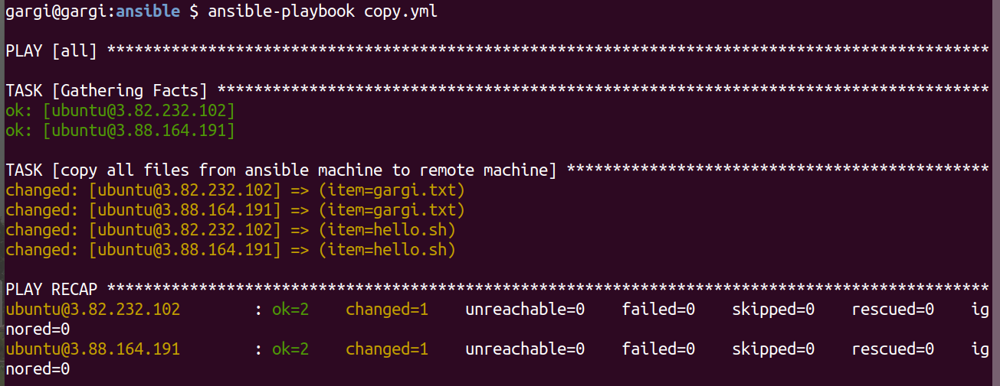 gargi@gargi:ansible $ ansible-playbook copy.yml
PLAY [all] ************************************************************************************************
TASK [Gathering Facts] ************************************************************************************
ok: [ubuntu@3.82.232.102]
ok: [ubuntu@3.88.164.191]
TASK [copy all files from ansible machine to remote machine] **********************************************
changed: [ubuntu@3.82.232.102] => (item=gargi.txt)
changed: [ubuntu@3.88.164.191] => (item=gargi.txt)
changed: [ubuntu@3.82.232.102] => (item=hello.sh)
changed: [ubuntu@3.88.164.191] => (item=hello.sh)
PLAY RECAP ************************************************************************************************
ubuntu@3.82.232.102        : ok=2    changed=1    unreachable=0    failed=0    skipped=0    rescued=0    ig
nored=0
ubuntu@3.88.164.191        : ok=2    changed=1    unreachable=0    failed=0    skipped=0    rescued=0    ig
nored=0